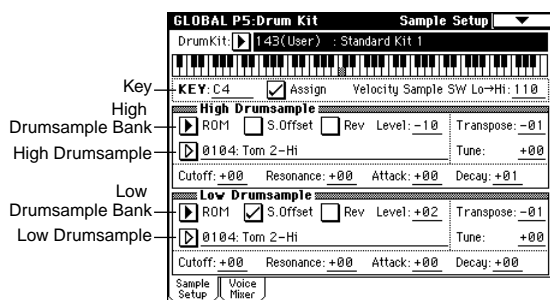 GLOBAL P5:Drum Kit Sample Setup
DrumKit: 143(User) : Standard Kit 1
Key
KEY: C4 Assign Velocity Sample SW Lo→Hi: 110
High Drumsample
High Drumsample Bank
ROM S.Offset Rev Level: -10 Transpose: -01
High Drumsample
0104: Tom 2-Hi Tune: +00
Cutoff: +00 Resonance: +00 Attack: +00 Decay: +01
Low Drumsample
Low Drumsample Bank
ROM S.Offset Rev Level: +02 Transpose: -01
Low Drumsample
0104: Tom 2-Hi Tune: +00
Cutoff: +00 Resonance: +00 Attack: +00 Decay: +00
Sample Setup Voice Mixer